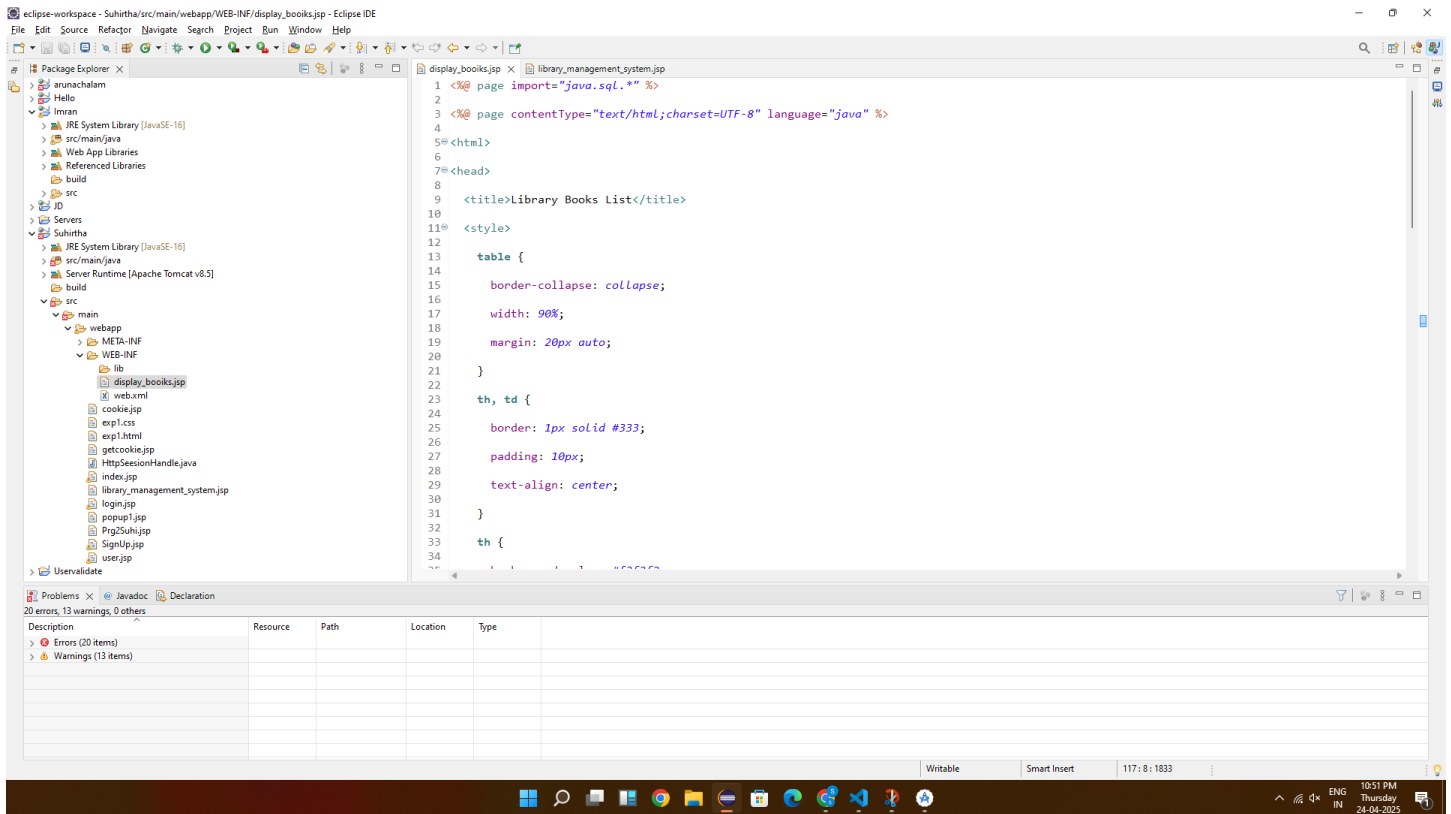 eclipse-workspace - Suhirtha/src/main/webapp/WEB-INF/display_booiks.jsp - Eclipse IDE
File Edit Source Refactor Navigate Search Project Run Window Help
Package Explorer
arunachalam
Hello
Imran
JRE System Library [JavaSE-16]
src/main/java
Web App Libraries
Referenced Libraries
build
src
JD
Servers
Suhirtha
JRE System Library [JavaSE-16]
src/main/java
Server Runtime [Apache Tomcat v8.5]
build
src
main
webapp
META-INF
WEB-INF
lib
display_booiks.jsp
web.xml
cookie.jsp
exp1.css
exp1.html
getcookie.jsp
HttpSeesionHandle.java
index.jsp
library_management_system.jsp
login.jsp
popup1.jsp
Prg2Suhi.jsp
SignUp.jsp
user.jsp
Uservalidate
display_booiks.jsp library_management_system.jsp
1 <%@ page import="java.sql.*" %>
2
3 <%@ page contentType="text/html;charset=UTF-8" language="java" %>
4
5 <html>
6
7 <head>
8
9 <title>Library Books List</title>
10
11 <style>
12
13 table {
14
15 border-collapse: collapse;
16
17 width: 90%;
18
19 margin: 20px auto;
20
21 }
22
23 th, td {
24
25 border: 1px solid #333;
26
27 padding: 10px;
28
29 text-align: center;
30
31 }
32
33 th {
34
Problems Javadoc Declaration
20 errors, 13 warnings, 0 others
Description Resource Path Location Type
Errors (20 items)
Warnings (13 items)
Writable Smart Insert 117 : 8 : 1833
ENG
IN
10:51 PM
Thursday
24-04-2025
1